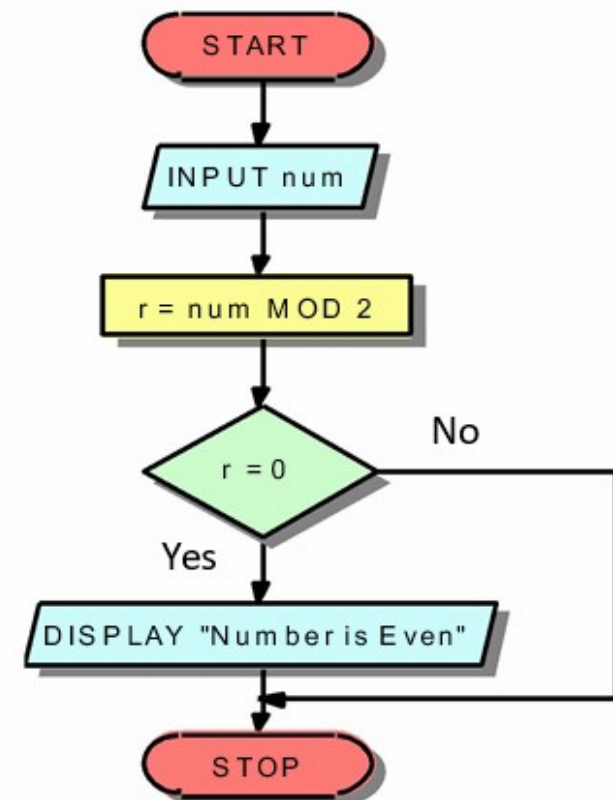 START
INPUT num
r = num MOD 2
r = 0
No
Yes
DISPLAY "Number is Even"
STOP